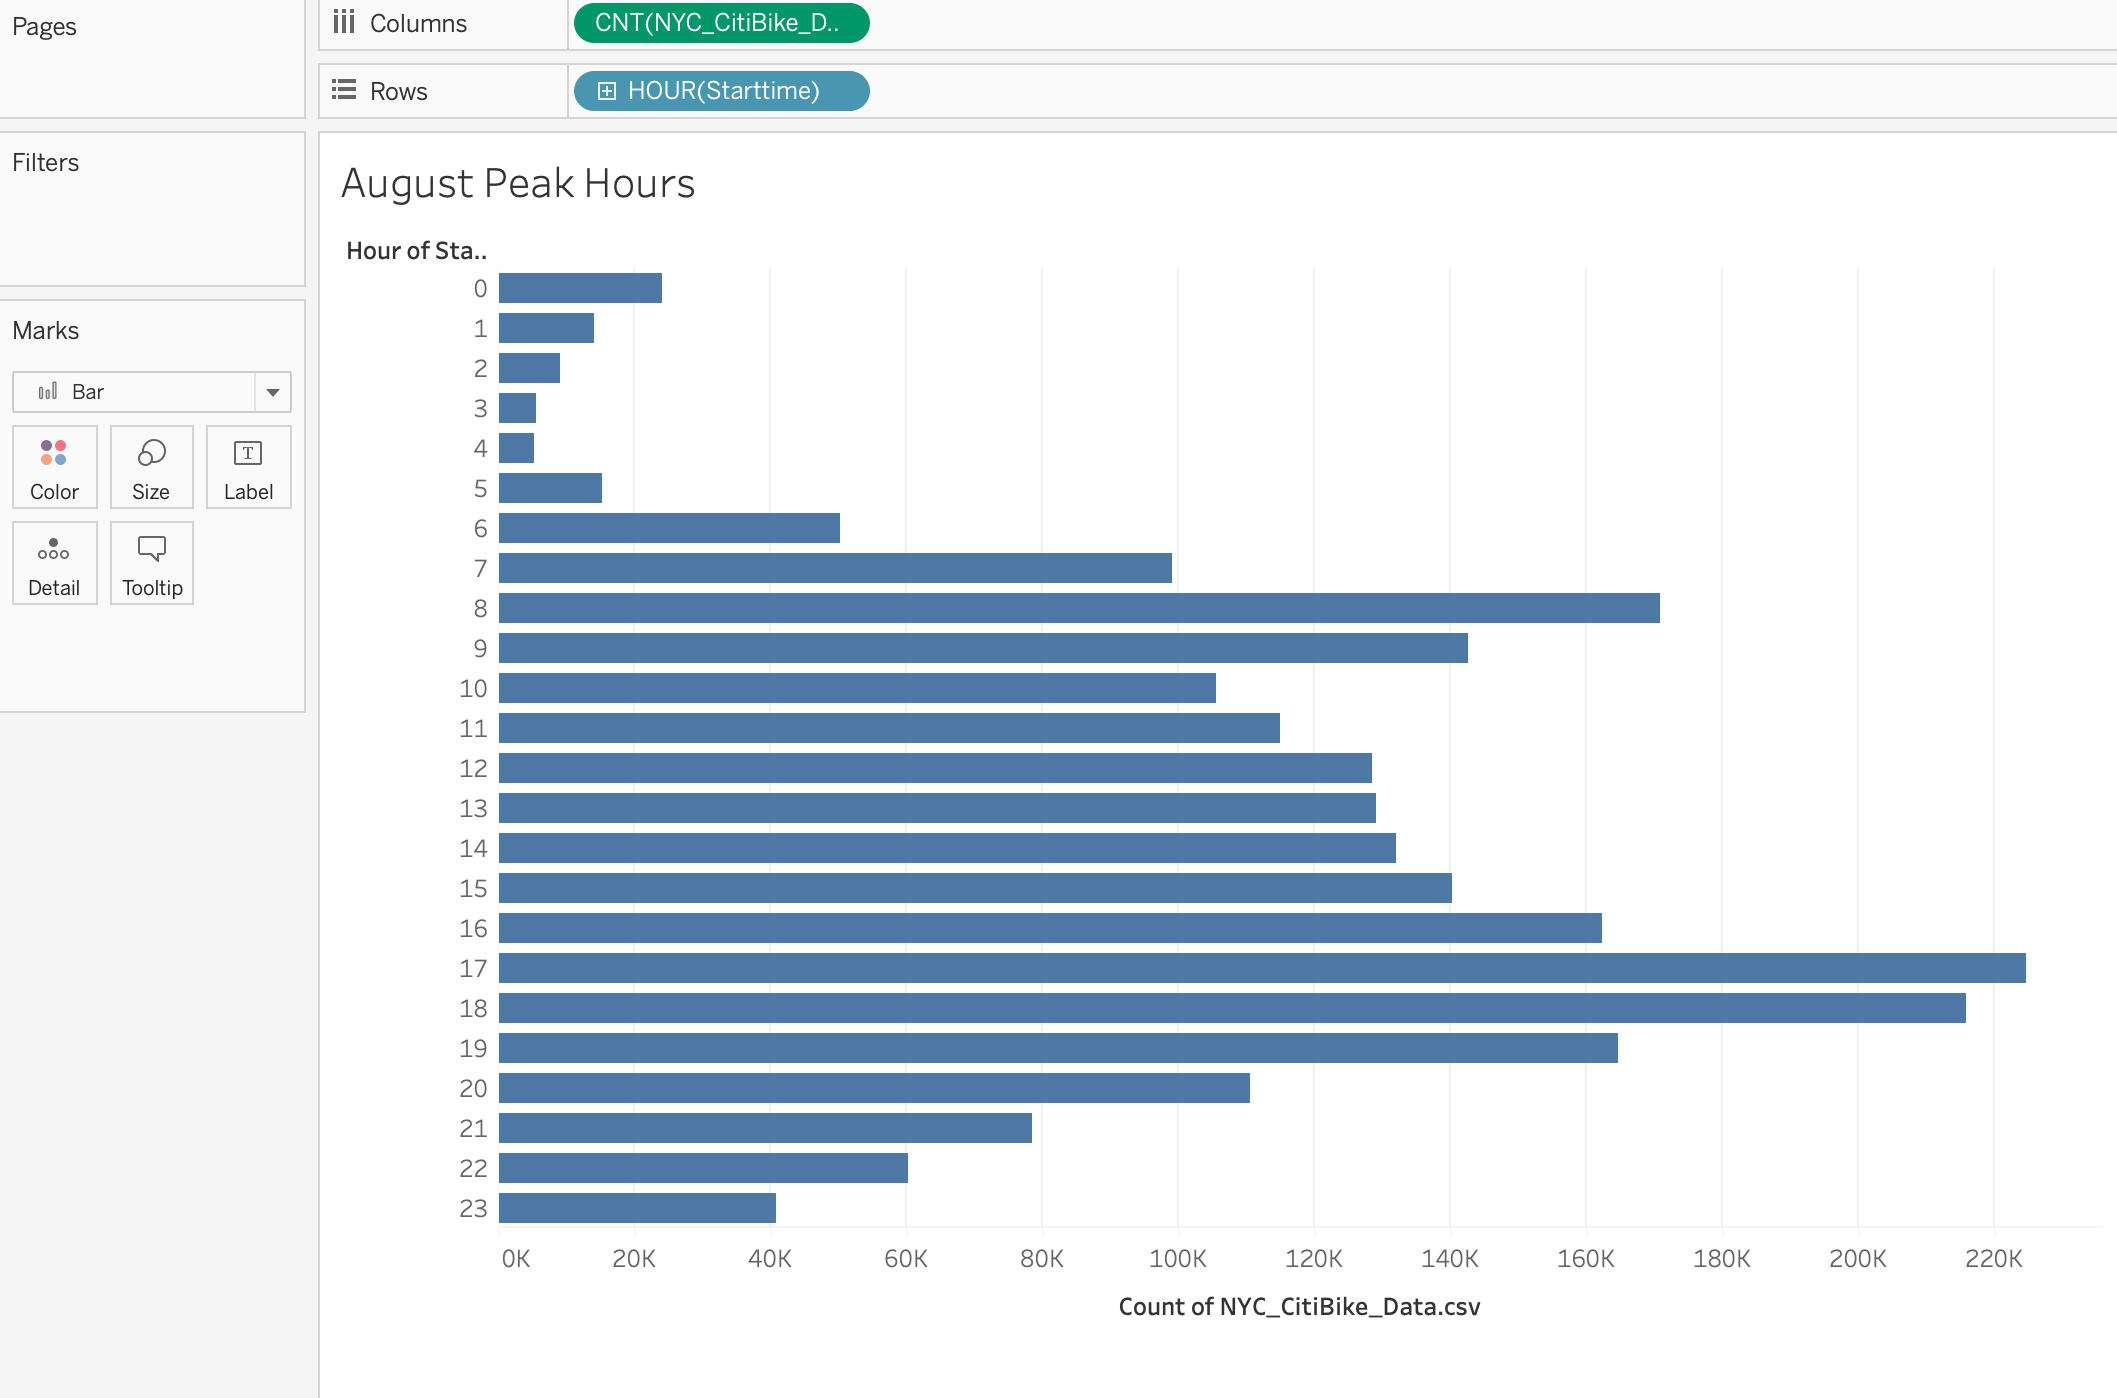 Pages
Columns
CNT(NYC_CitiBike_D..
Rows
HOUR(Starttime)
Filters
Marks
Bar
Color
Size
T
Label
Detail
Tooltip
August Peak Hours
Hour of Sta..
0
1
2
3
4
5
6
7
8
9
10
11
12
13
14
15
16
17
18
19
20
21
22
23
0K 20K 40K 60K 80K 100K 120K 140K 160K 180K 200K 220K
Count of NYC_CitiBike_Data.csv